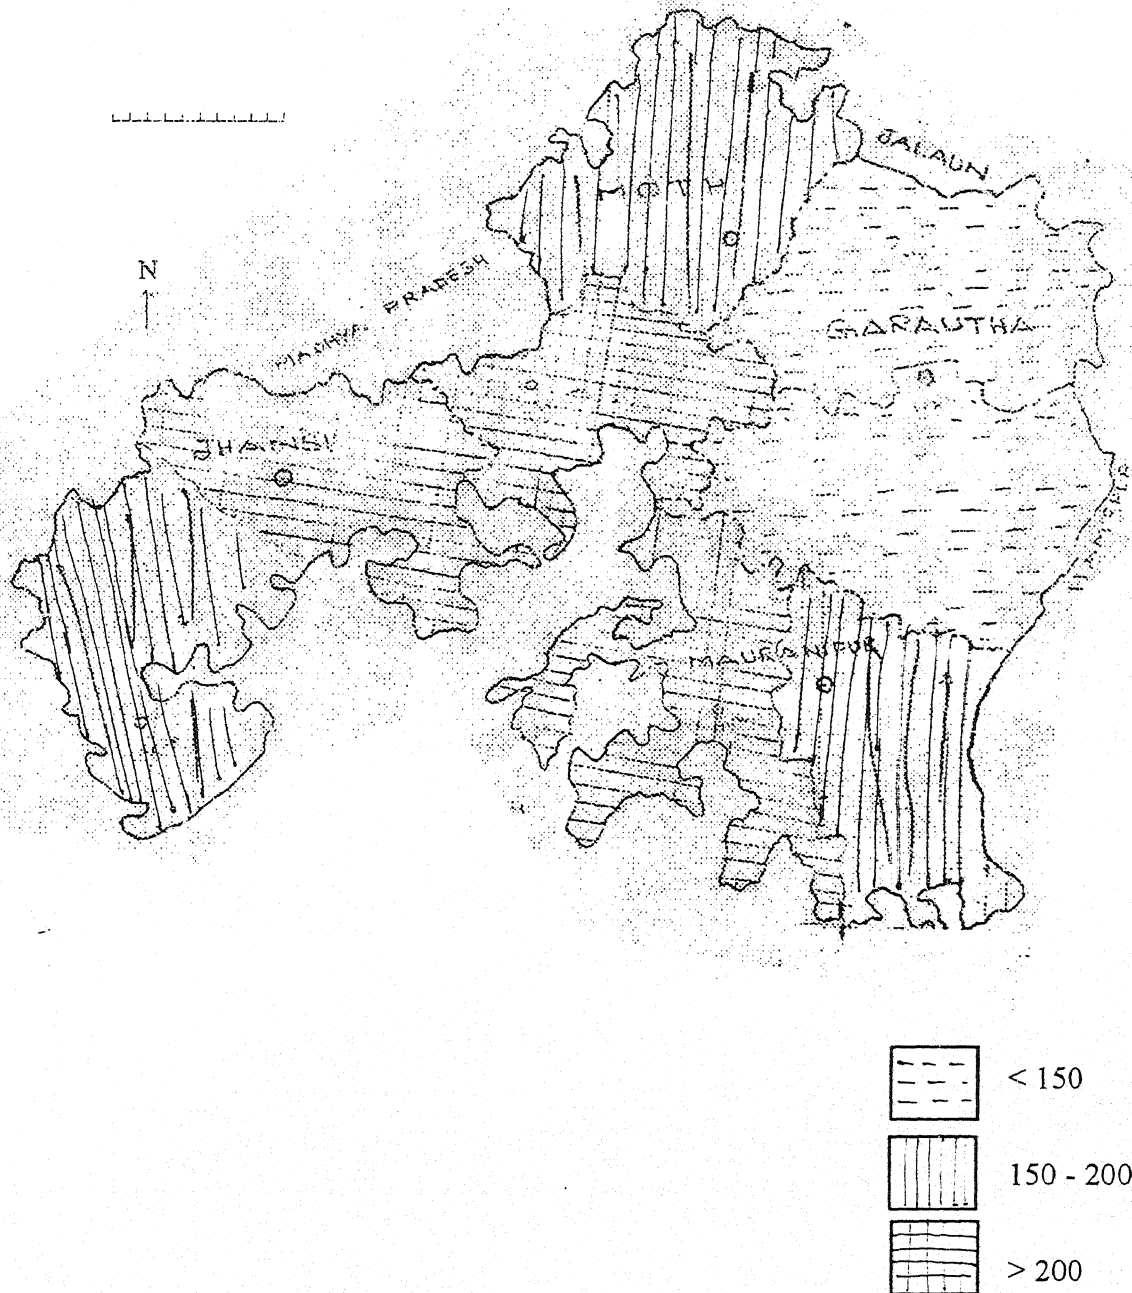 JALAUN
MOTH
N
MADHYA PRADESH
GARAUTHA
JHANSI
MAURANIPUR
< 150
150 - 200
> 200